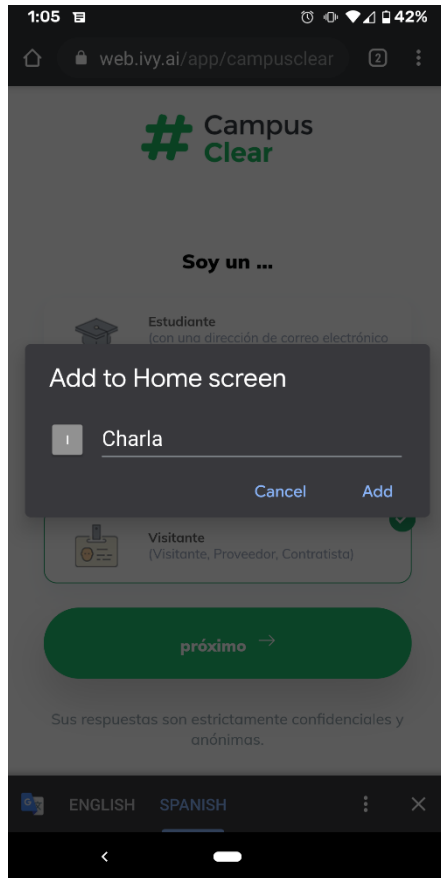 1:05
42%
web.ivy.ai/app/campusclear
2
# Campus
Clear
Soy un ...
Estudiante
(con una dirección de correo electrónico
Add to Home screen
I
Charla
Cancel
Add
Visitante
(Visitante, Proveedor, Contratista)
próximo →
Sus respuestas son estrictamente confidenciales y
anónimas.
ENGLISH
SPANISH